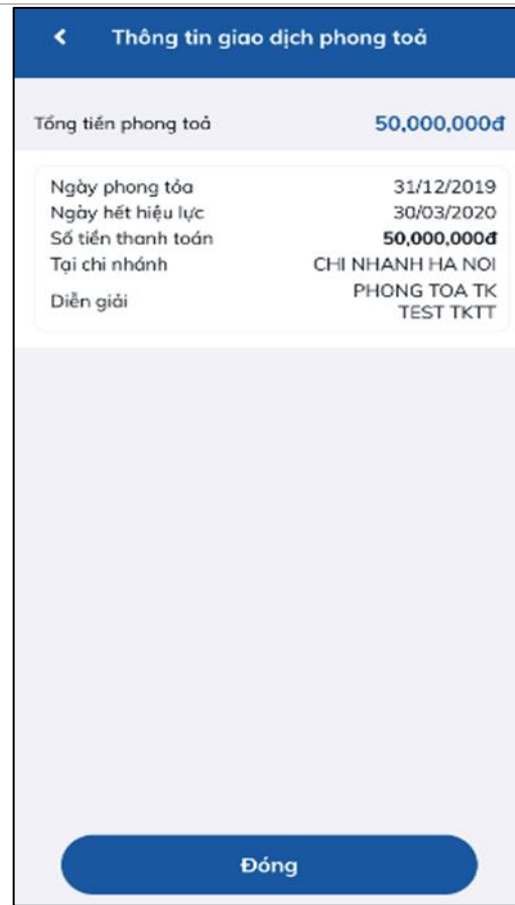 Thông tin giao dịch phong toả
Tổng tiền phong toả 50,000,000đ
Ngày phong tỏa 31/12/2019
Ngày hết hiệu lực 30/03/2020
Số tiền thanh toán 50,000,000đ
Tại chi nhánh CHI NHANH HA NOI
Diễn giải PHONG TOA TK
TEST TKTT
Đóng